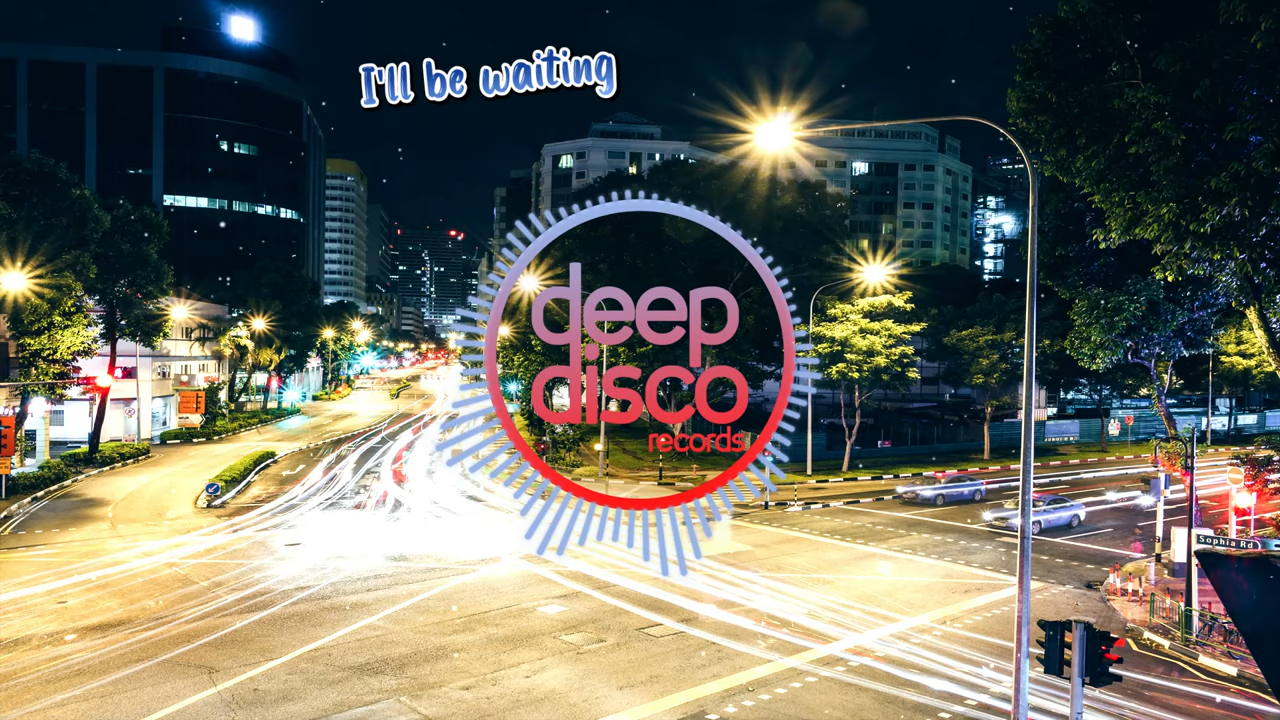 I'll be waiting
deep
disco
records
Sophia Rd